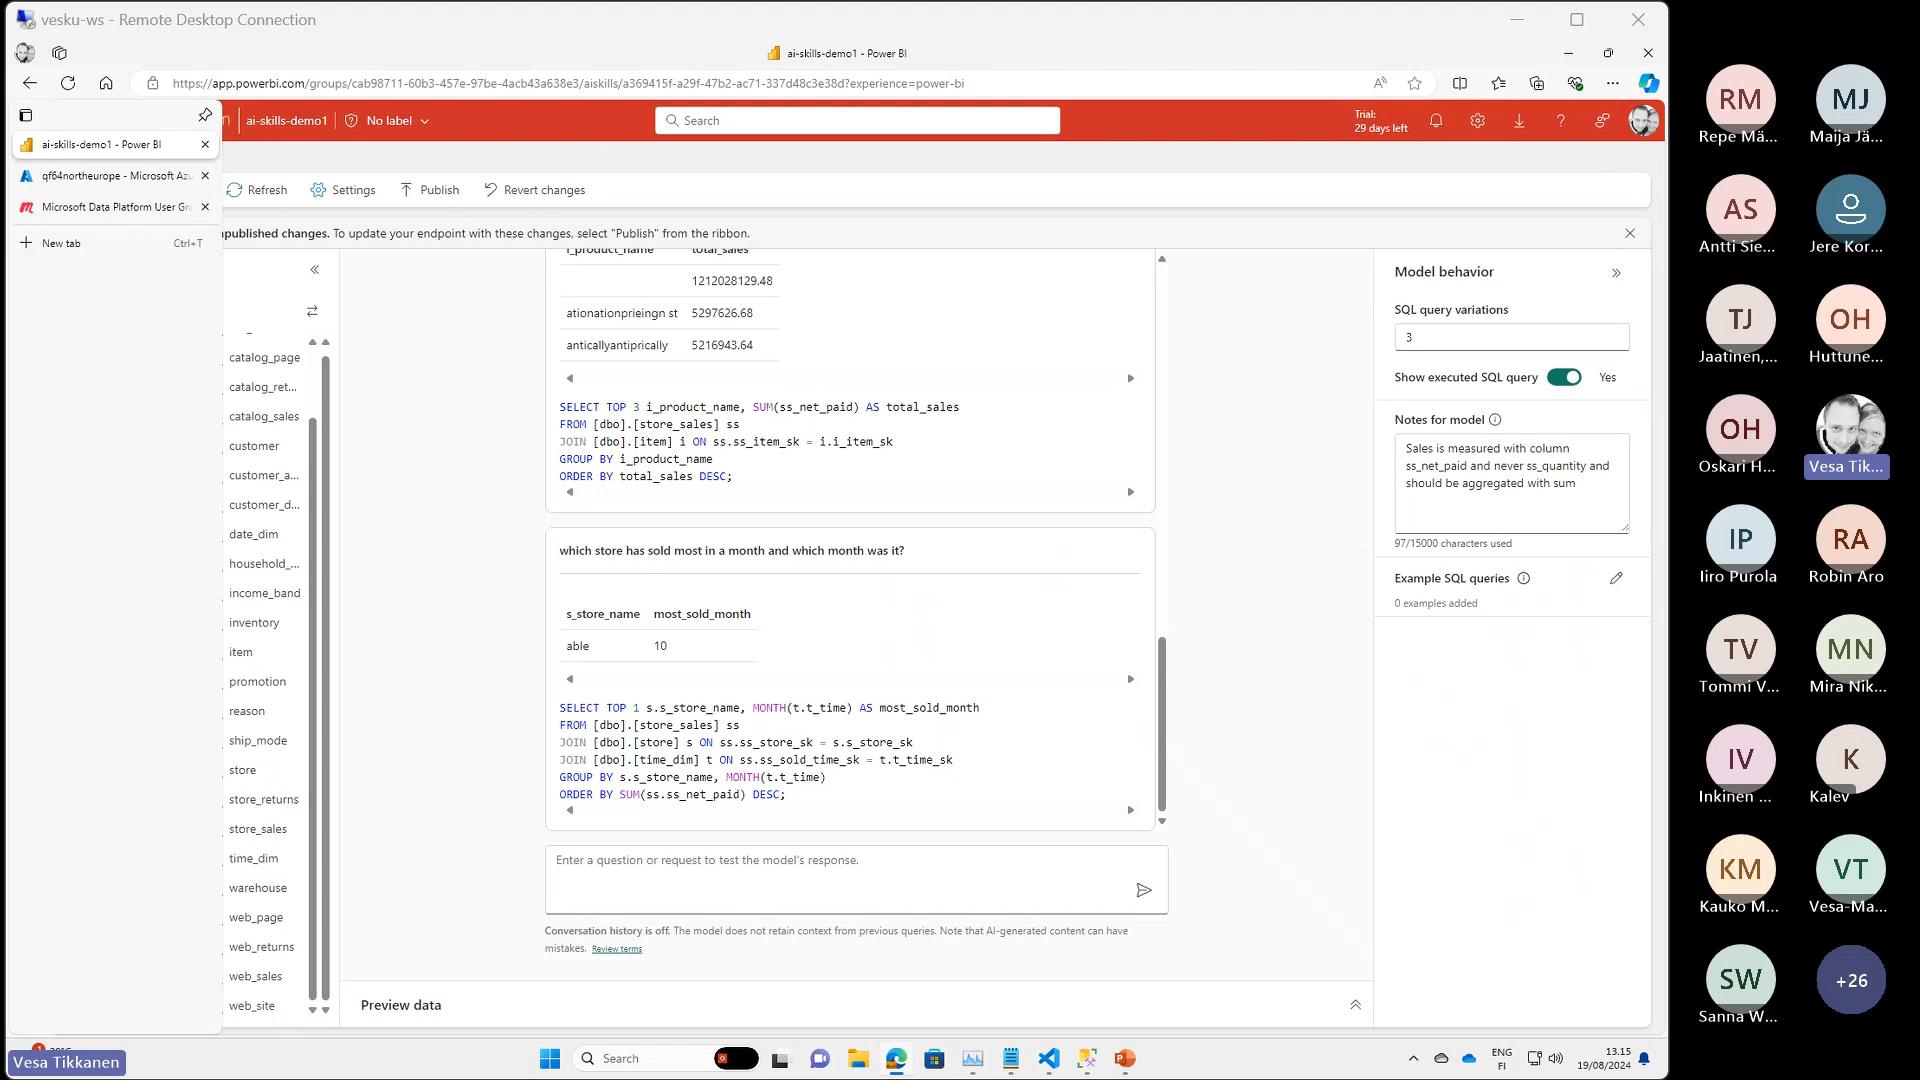 vesku-ws - Remote Desktop Connection
ai-skills-demo1 - Power BI
https://app.powerbi.com/groups/cab98711-60b3-457e-97be-4acb43a638e3/aiskills/a369415f-a29f-47b2-ac71-337d48c3e38d?experience=power-bi
ai-skills-demo1 - Power BI
qf64northeurope - Microsoft Azu
Microsoft Data Platform User Gr
New tab Ctrl+T
ai-skills-demo1
No label
Search
Trial:
29 days left
Refresh
Settings
Publish
Revert changes
published changes. To update your endpoint with these changes, select "Publish" from the ribbon.
catalog_page
catalog_ret...
catalog_sales
customer
customer_a...
customer_d...
date_dim
household_...
income_band
inventory
item
promotion
reason
ship_mode
store
store_returns
store_sales
time_dim
warehouse
web_page
web_returns
web_sales
web_site
i_product_name total_sales
1212028129.48
ationationprieingn st 5297626.68
anticallyantiprically 5216943.64
SELECT TOP 3 i_product_name, SUM(ss_net_paid) AS total_sales
FROM [dbo].[store_sales] ss
JOIN [dbo].[item] i ON ss.ss_item_sk = i.i_item_sk
GROUP BY i_product_name
ORDER BY total_sales DESC;
which store has sold most in a month and which month was it?
s_store_name most_sold_month
able 10
SELECT TOP 1 s.s_store_name, MONTH(t.t_time) AS most_sold_month
FROM [dbo].[store_sales] ss
JOIN [dbo].[store] s ON ss.ss_store_sk = s.s_store_sk
JOIN [dbo].[time_dim] t ON ss.ss_sold_time_sk = t.t_time_sk
GROUP BY s.s_store_name, MONTH(t.t_time)
ORDER BY SUM(ss.ss_net_paid) DESC;
Enter a question or request to test the model's response.
Conversation history is off. The model does not retain context from previous queries. Note that AI-generated content can have
mistakes. Review terms
Preview data
Model behavior
SQL query variations
3
Show executed SQL query Yes
Notes for model
Sales is measured with column
ss_net_paid and never ss_quantity and
should be aggregated with sum
97/15000 characters used
Example SQL queries
0 examples added
Vesa Tikkanen
Search
ENG
FI
13.15
19/08/2024
RM
Repe Mä...
MJ
Maija Jä...
AS
Antti Sie...
Jere Kor...
TJ
Jaatinen,...
OH
Huttune...
OH
Oskari H...
Vesa Tik...
IP
Iiro Purola
RA
Robin Aro
TV
Tommi V...
MN
Mira Nik...
IV
Inkinen ...
K
Kalev
KM
Kauko M...
VT
Vesa-Ma...
SW
Sanna W...
+26